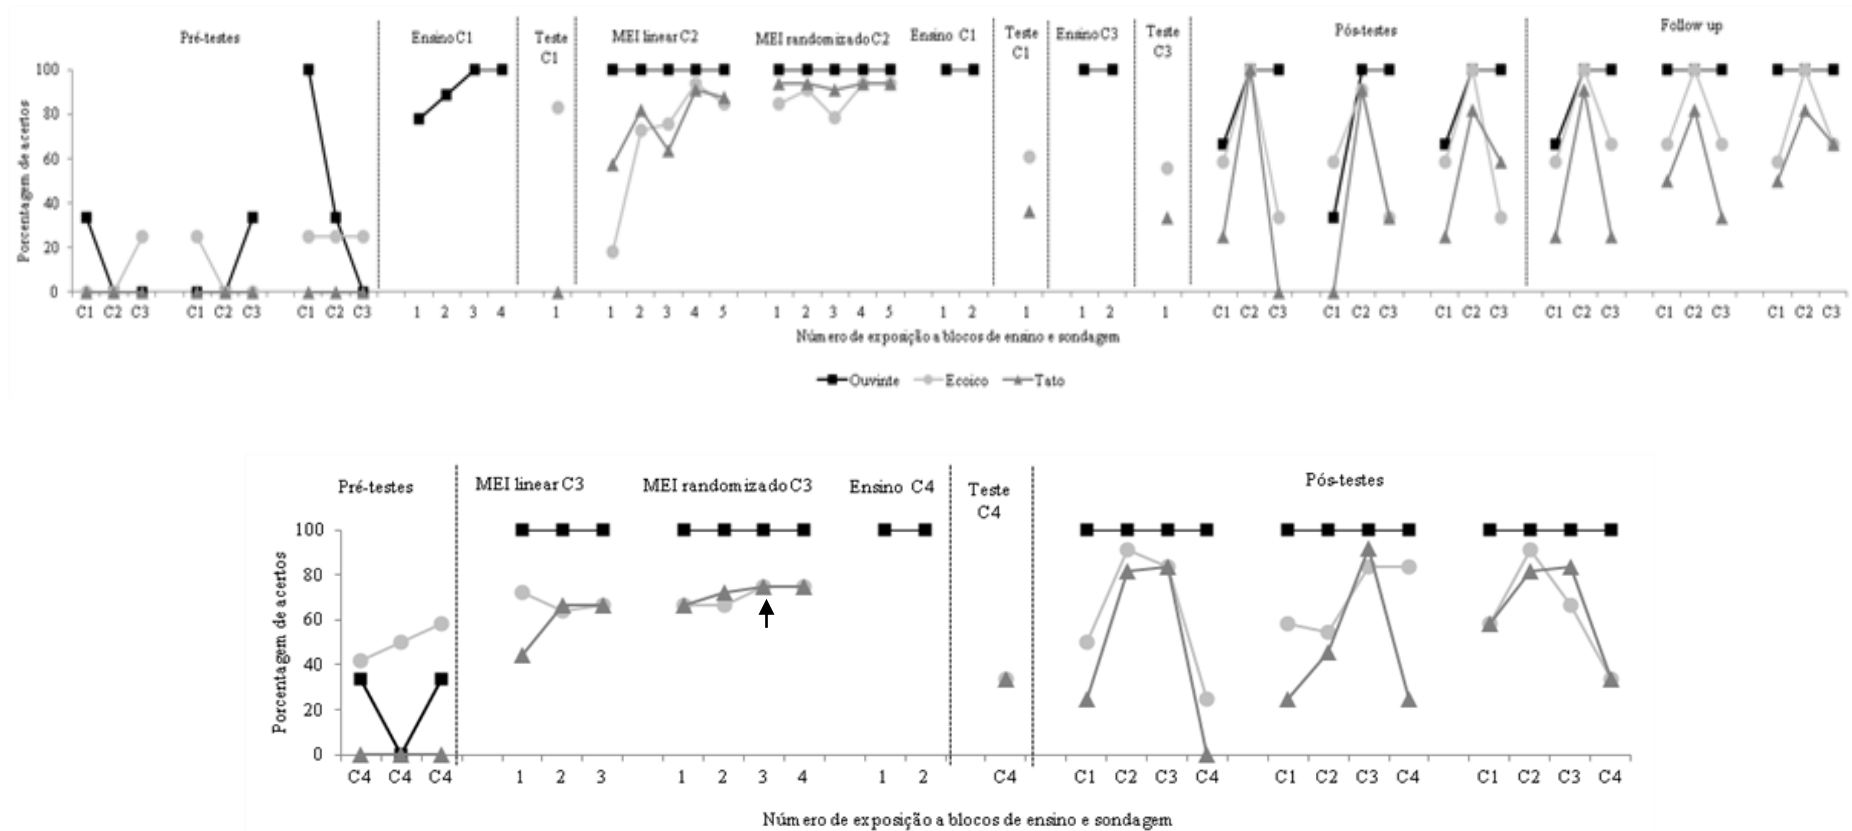 Pré-testes
Ensino C1
Teste
C1
MEI linear C2
MEI randomizado C2
Ensino C1
Teste
C1
Ensino C3
Teste
C3
Pós-testes
Follow up
Porcentagem de acertos
100
80
60
40
20
0
C1 C2 C3 C1 C2 C3 C1 C2 C3 1 2 3 4 1 1 2 3 4 5 1 2 3 4 5 1 2 1 1 2 1 C1 C2 C3 C1 C2 C3 C1 C2 C3 C1 C2 C3 C1 C2 C3 C1 C2 C3
Número de exposição a blocos de ensino e sondagem
Ouvinte Ecoico Tato
Pré-testes
MEI linear C3
MEI randomizado C3
Ensino C4
Teste
C4
Pós-testes
Porcentagem de acertos
100
80
60
40
20
0
C4 C4 C4 1 2 3 1 2 3 4 1 2 C4 C1 C2 C3 C4 C1 C2 C3 C4 C1 C2 C3 C4
Número de exposição a blocos de ensino e sondagem